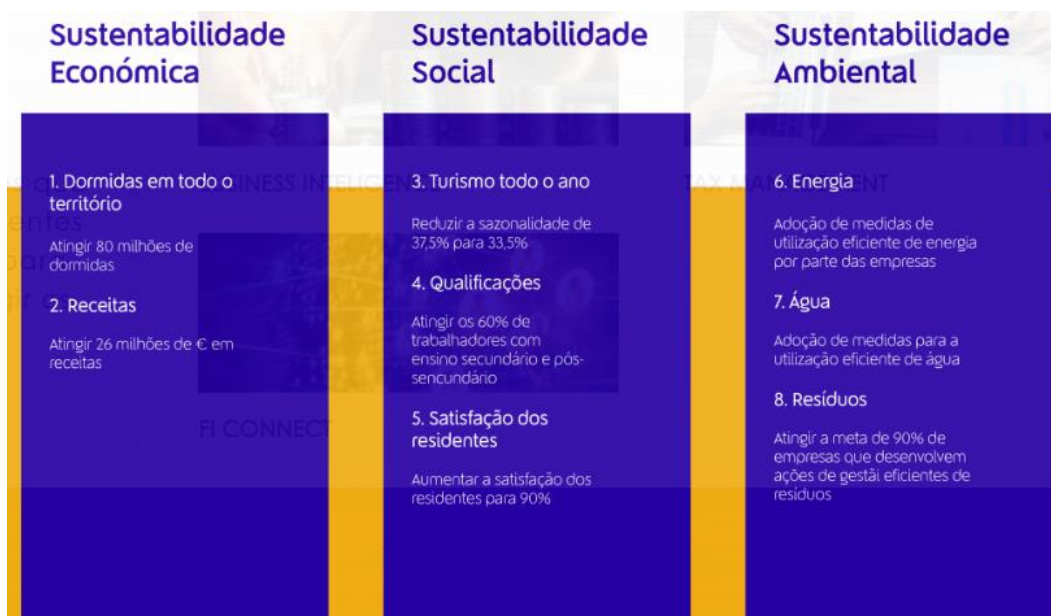 Sustentabilidade
Económica
1. Dormidas em todo o
território
Atingir 80 milhões de
dormidas
2. Receitas
Atingir 26 milhões de € em
receitas
Sustentabilidade
Social
3. Turismo todo o ano
Reduzir a sazonalidade de
37,5% para 33,5%
4. Qualificações
Atingir os 60% de
trabalhadores com
ensino secundário e pós-
sencundário
5. Satisfação dos
residentes
Aumentar a satisfação dos
residentes para 90%
Sustentabilidade
Ambiental
6. Energia
Adoção de medidas de
utilização eficiente de energia
por parte das empresas
7. Água
Adoção de medidas para a
utilização eficiente de água
8. Resíduos
Atingir a meta de 90% de
empresas que desenvolvem
ações de gestãi eficientes de
resíduos
FI CONNECT